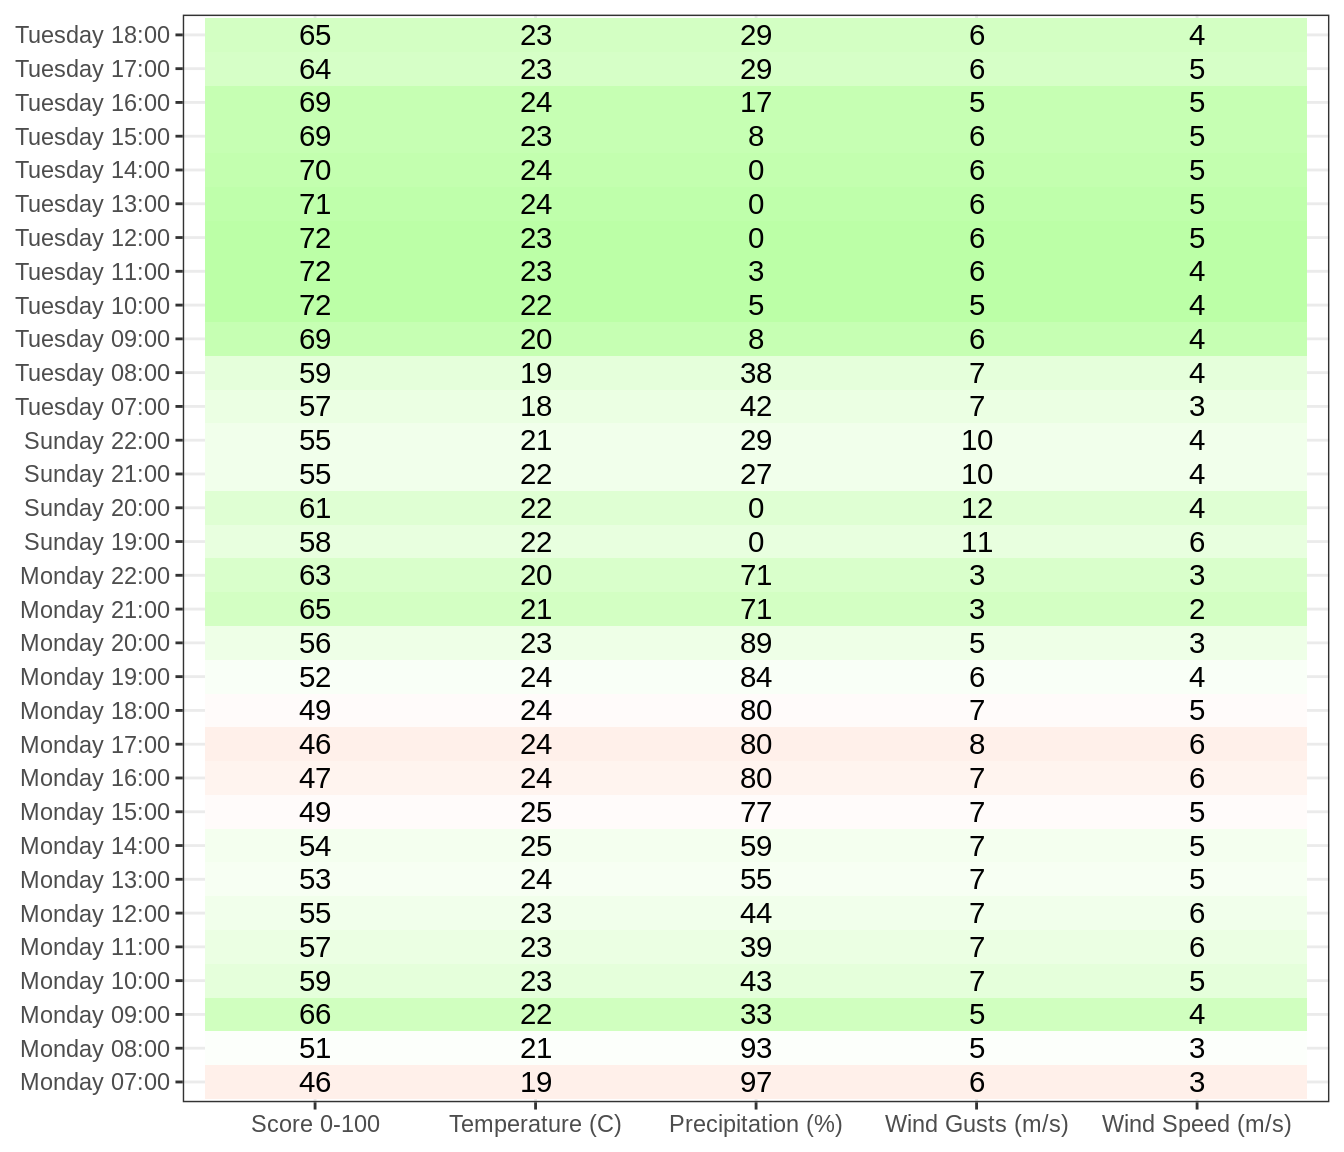 Tuesday 18:00 65 23 29 6 4
Tuesday 17:00 64 23 29 6 5
Tuesday 16:00 69 24 17 5 5
Tuesday 15:00 69 23 8 6 5
Tuesday 14:00 70 24 0 6 5
Tuesday 13:00 71 24 0 6 5
Tuesday 12:00 72 23 0 6 5
Tuesday 11:00 72 23 3 6 4
Tuesday 10:00 72 22 5 5 4
Tuesday 09:00 69 20 8 6 4
Tuesday 08:00 59 19 38 7 4
Tuesday 07:00 57 18 42 7 3
Sunday 22:00 55 21 29 10 4
Sunday 21:00 55 22 27 10 4
Sunday 20:00 61 22 0 12 4
Sunday 19:00 58 22 0 11 6
Monday 22:00 63 20 71 3 3
Monday 21:00 65 21 71 3 2
Monday 20:00 56 23 89 5 3
Monday 19:00 52 24 84 6 4
Monday 18:00 49 24 80 7 5
Monday 17:00 46 24 80 8 6
Monday 16:00 47 24 80 7 6
Monday 15:00 49 25 77 7 5
Monday 14:00 54 25 59 7 5
Monday 13:00 53 24 55 7 5
Monday 12:00 55 23 44 7 6
Monday 11:00 57 23 39 7 6
Monday 10:00 59 23 43 7 5
Monday 09:00 66 22 33 5 4
Monday 08:00 51 21 93 5 3
Monday 07:00 46 19 97 6 3
Score 0-100 Temperature (C) Precipitation (%) Wind Gusts (m/s) Wind Speed (m/s)